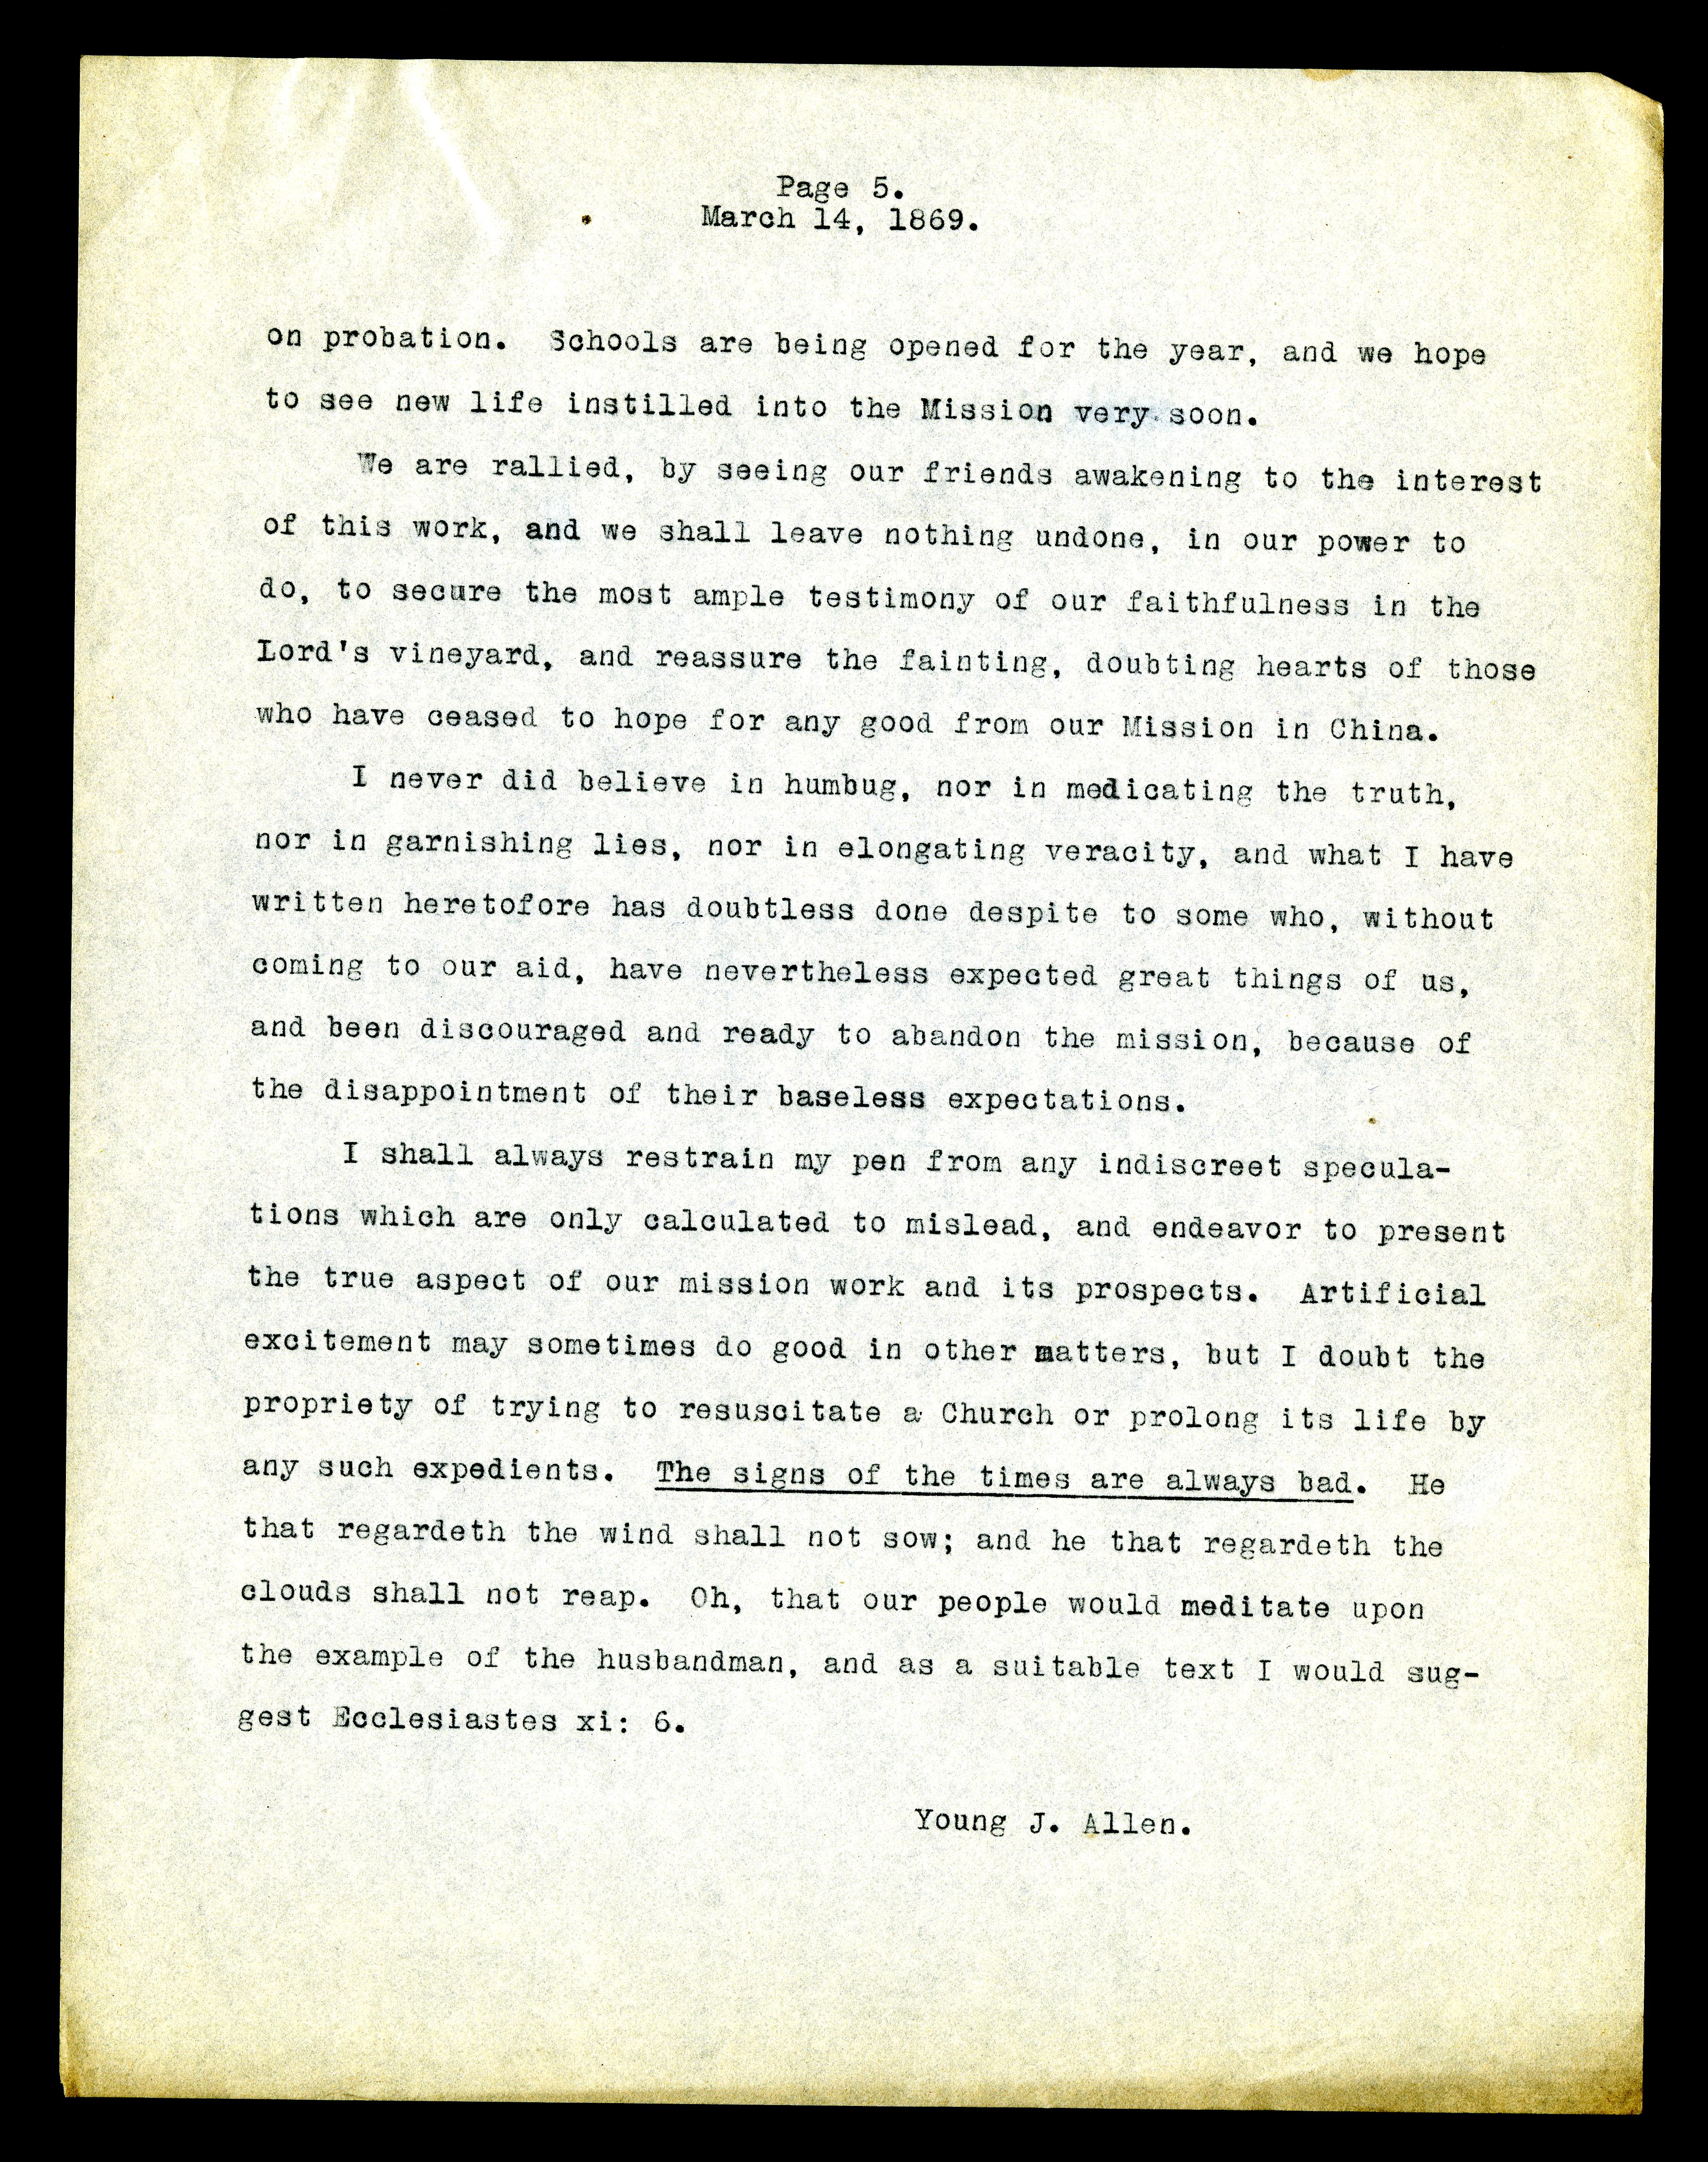 Page 5.
March 14, 1869.
on probation. Schools are being opened for the year, and we hope
to see new life instilled into the Mission very soon.
We are rallied, by seeing our friends awakening to the interest
of this work, and we shall leave nothing undone, in our power to
do, to secure the most ample testimony of our faithfulness in the
Lord's vineyard, and reassure the fainting, doubting hearts of those
who have ceased to hope for any good from our Mission in China.
I never did believe in humbug, nor in medicating the truth,
nor in garnishing lies, nor in elongating veracity, and what I have
written heretofore has doubtless done despite to some who, without
coming to our aid, have nevertheless expected great things of us,
and been discouraged and ready to abandon the mission, because of
the disappointment of their baseless expectations.
I shall always restrain my pen from any indiscreet specula-
tions which are only calculated to mislead, and endeavor to present
the true aspect of our mission work and its prospects. Artificial
excitement may sometimes do good in other matters, but I doubt the
propriety of trying to resuscitate a Church or prolong its life by
any such expedients. The signs of the times are always bad. He
that regardeth the wind shall not sow; and he that regardeth the
clouds shall not reap. Oh, that our people would meditate upon
the example of the husbandman, and as a suitable text I would sug-
gest Ecclesiastes xi: 6.
Young J. Allen.